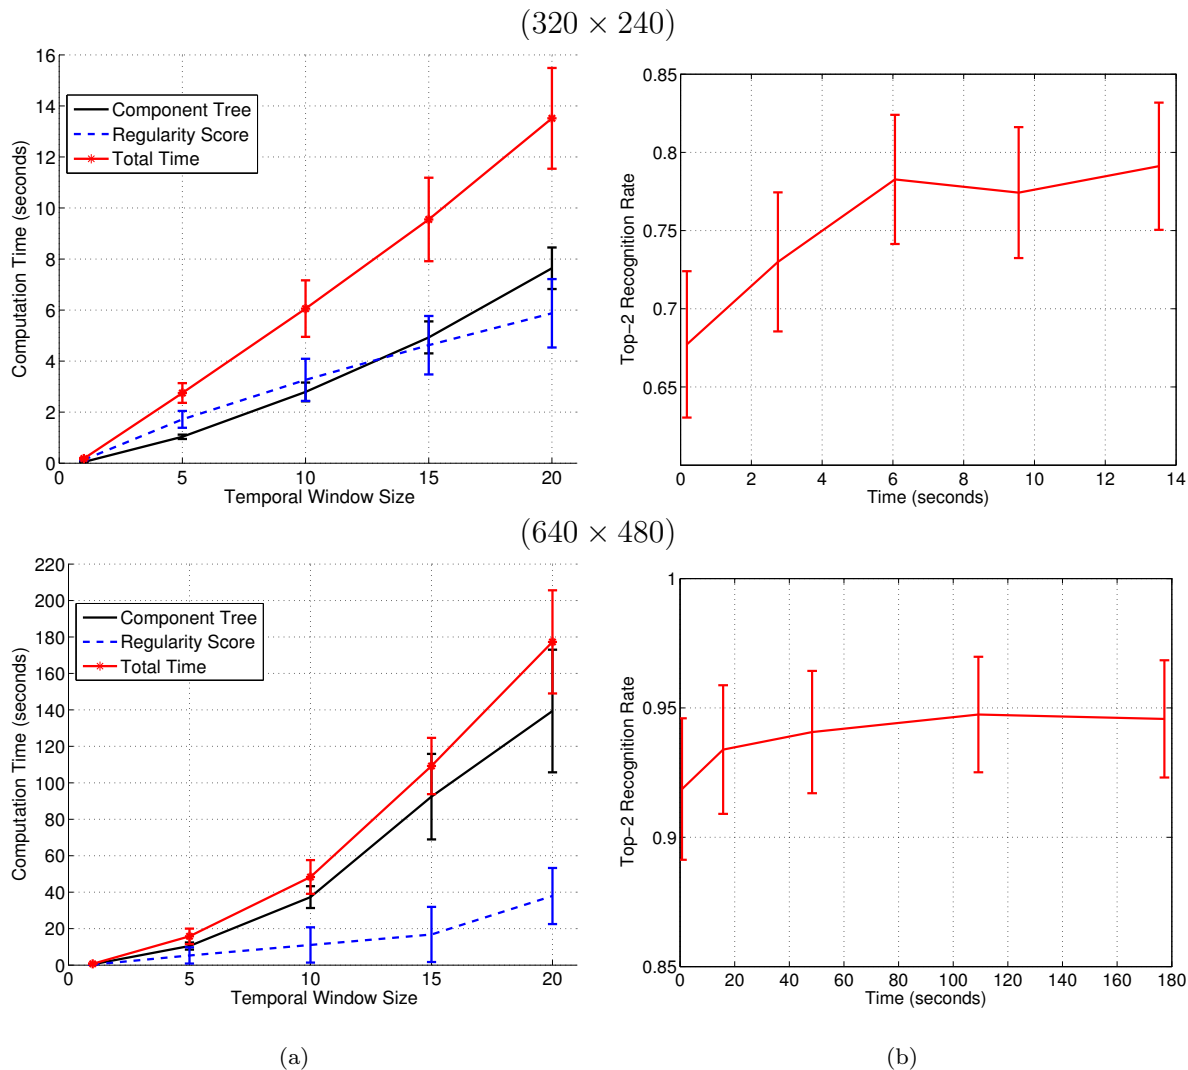 (320 × 240)
16
14
12
10
8
6
4
2
0
Computation Time (seconds)
Component Tree
Regularity Score
Total Time
0 5 10 15 20
Temporal Window Size
0.85
0.8
0.75
0.7
0.65
Top−2 Recognition Rate
0 2 4 6 8 10 12 14
Time (seconds)
(640 × 480)
220
200
180
160
140
120
100
80
60
40
20
0
Computation Time (seconds)
Component Tree
Regularity Score
Total Time
0 5 10 15 20
Temporal Window Size
1
0.95
0.9
0.85
Top−2 Recognition Rate
0 20 40 60 80 100 120 140 160 180
Time (seconds)
(a)
(b)